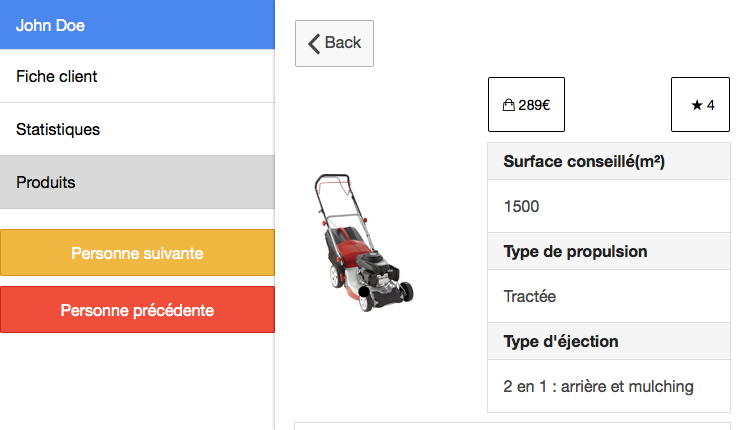 John Doe
Fiche client
Statistiques
Produits
Personne suivante
Personne précédente
Back
289€
★ 4
Surface conseillé(m²)
1500
Type de propulsion
Tractée
Type d'éjection
2 en 1 : arrière et mulching